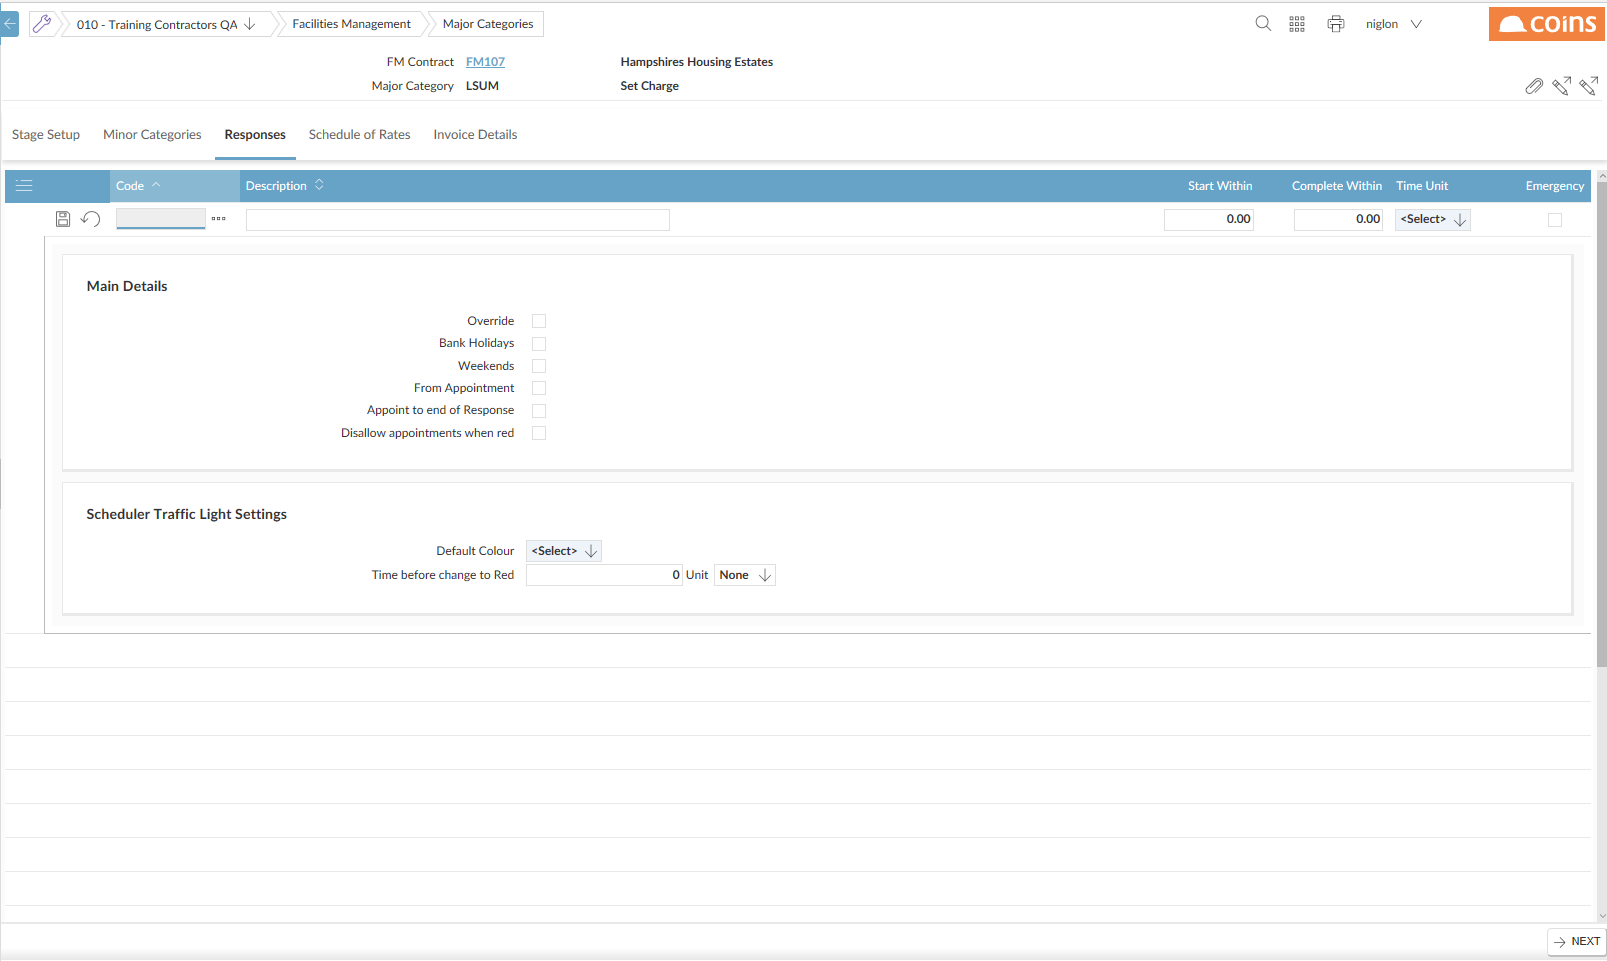 010 - Training Contractors QA Facilities Management Major Categories niglon coins
FM Contract FM107 Hampshires Housing Estates
Major Category LSUM Set Charge
Stage Setup Minor Categories Responses Schedule of Rates Invoice Details
Code Description Start Within Complete Within Time Unit Emergency
0.00 0.00 <Select>
Main Details
Override
Bank Holidays
Weekends
From Appointment
Appoint to end of Response
Disallow appointments when red
Scheduler Traffic Light Settings
Default Colour <Select>
Time before change to Red 0 Unit None
NEXT